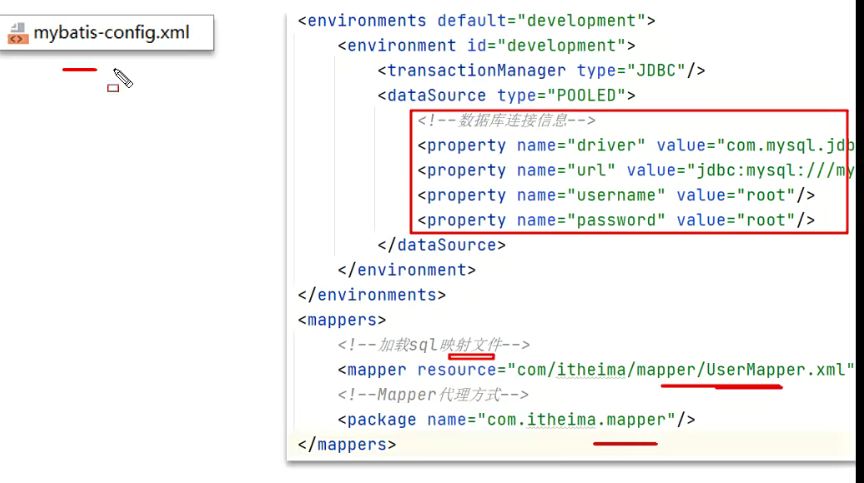 mybatis-config.xml
<environments default="development">
<environment id="development">
<transactionManager type="JDBC"/>
<dataSource type="POOLED">
<!--数据库连接信息-->
<property name="driver" value="com.mysql.jdb
<property name="url" value="jdbc:mysql:///my
<property name="username" value="root"/>
<property name="password" value="root"/>
</dataSource>
</environment>
</environments>
<mappers>
<!--加载sql映射文件-->
<mapper resource="com/itheima/mapper/UserMapper.xml"
<!--Mapper代理方式-->
<package name="com.itheima.mapper"/>
</mappers>